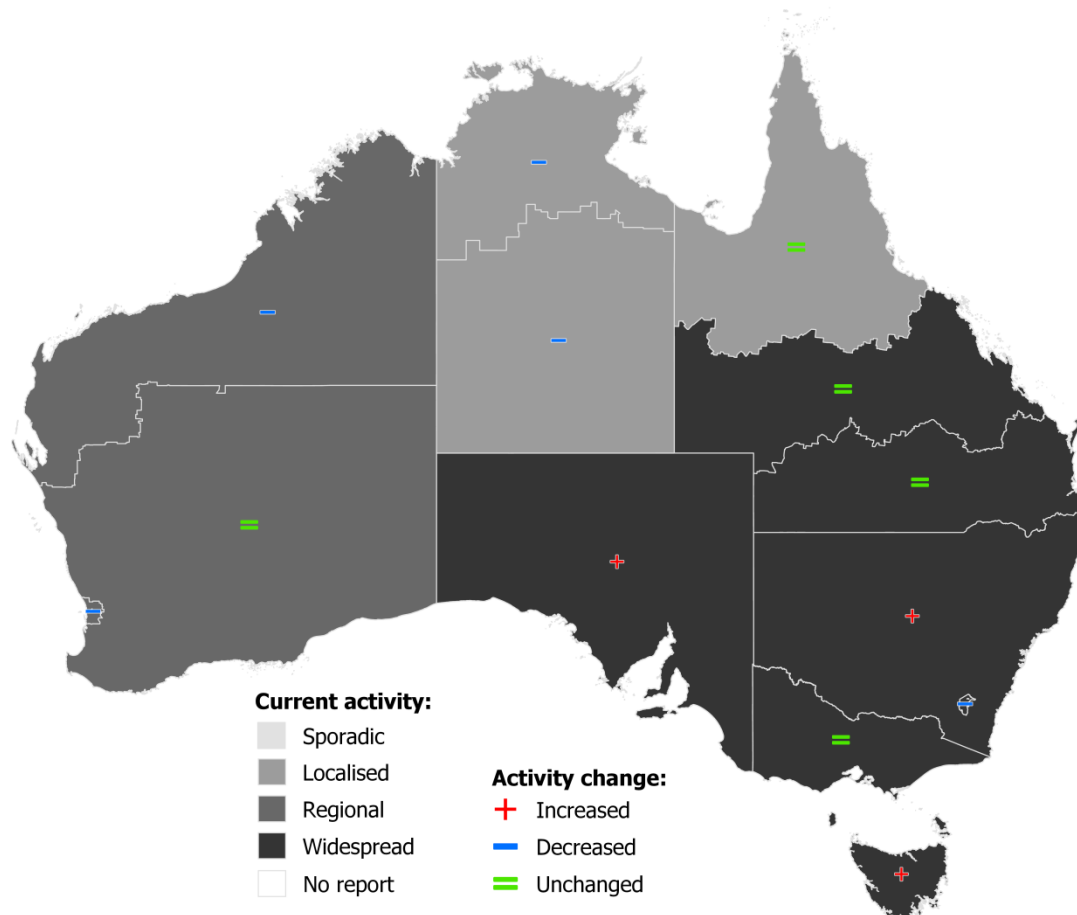 Current activity:
Sporadic
Localised
Regional
Widespread
No report
Activity change:
Increased
Decreased
Unchanged